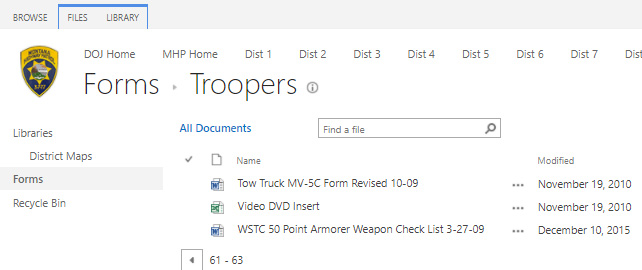 BROWSE FILES LIBRARY
DOJ Home MHP Home Dist 1 Dist 2 Dist 3 Dist 4 Dist 5 Dist 6 Dist 7 Dist
Forms ▸ Troopers
Libraries
District Maps
Forms
Recycle Bin
All Documents Find a file
Name Modified
Tow Truck MV-5C Form Revised 10-09 ... November 19, 2010
Video DVD Insert ... November 19, 2010
WSTC 50 Point Armorer Weapon Check List 3-27-09 ... December 10, 2015
61 - 63